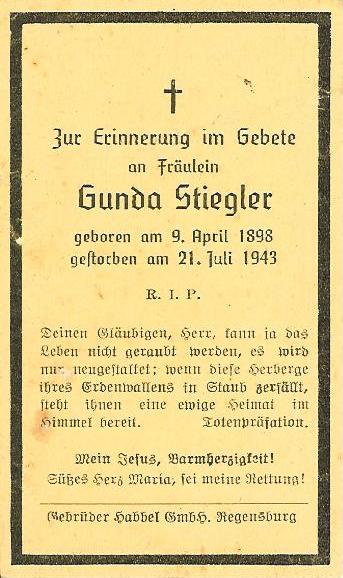 Zur Erinnerung im Gebete
an Fräulein
Gunda Stiegler
geboren am 9. April 1898
gestorben am 21. Juli 1943
R. I. P.
Deinen Gläubigen, Herr, kann ja das
Leben nicht geraubt werden, es wird
nur neugestaltet; wenn diese Herberge
ihres Erdenwallens in Staub zerfällt,
steht ihnen eine ewige Heimat im
Himmel bereit. Totenpräfation.
Mein Jesus, Barmherzigkeit!
Süßes Herz Maria, sei meine Rettung!
Gebrüder Habbel GmbH. Regensburg